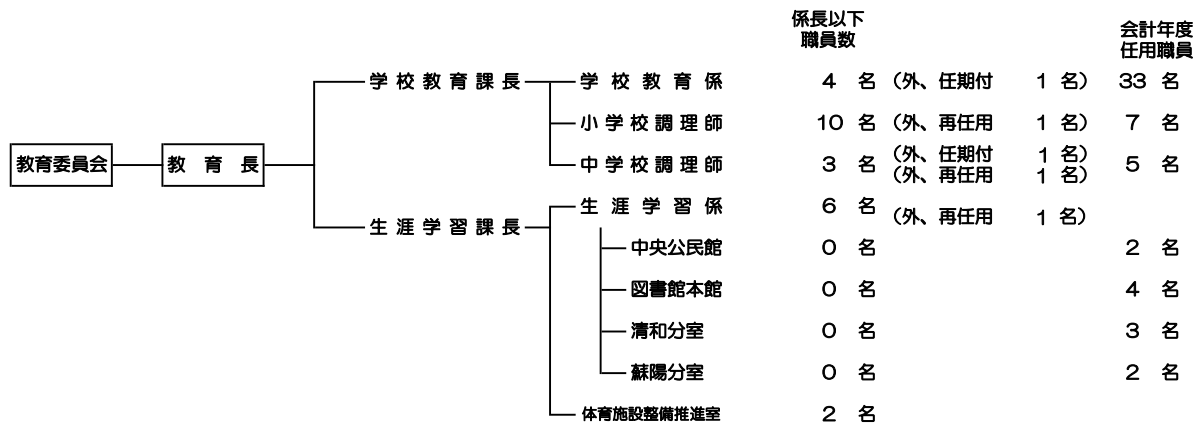 係長以下
職員数
会計年度
任用職員
学校教育課長 学校教育係 4 名 (外、任期付 1 名) 33 名
小学校調理師 10 名 (外、再任用 1 名) 7 名
教育委員会 教育長 中学校調理師 3 名 (外、任期付 1 名) 5 名
(外、再任用 1 名)
生涯学習課長 生涯学習係 6 名 (外、再任用 1 名)
中央公民館 0 名 2 名
図書館本館 0 名 4 名
清和分室 0 名 3 名
蘇陽分室 0 名 2 名
体育施設整備推進室 2 名